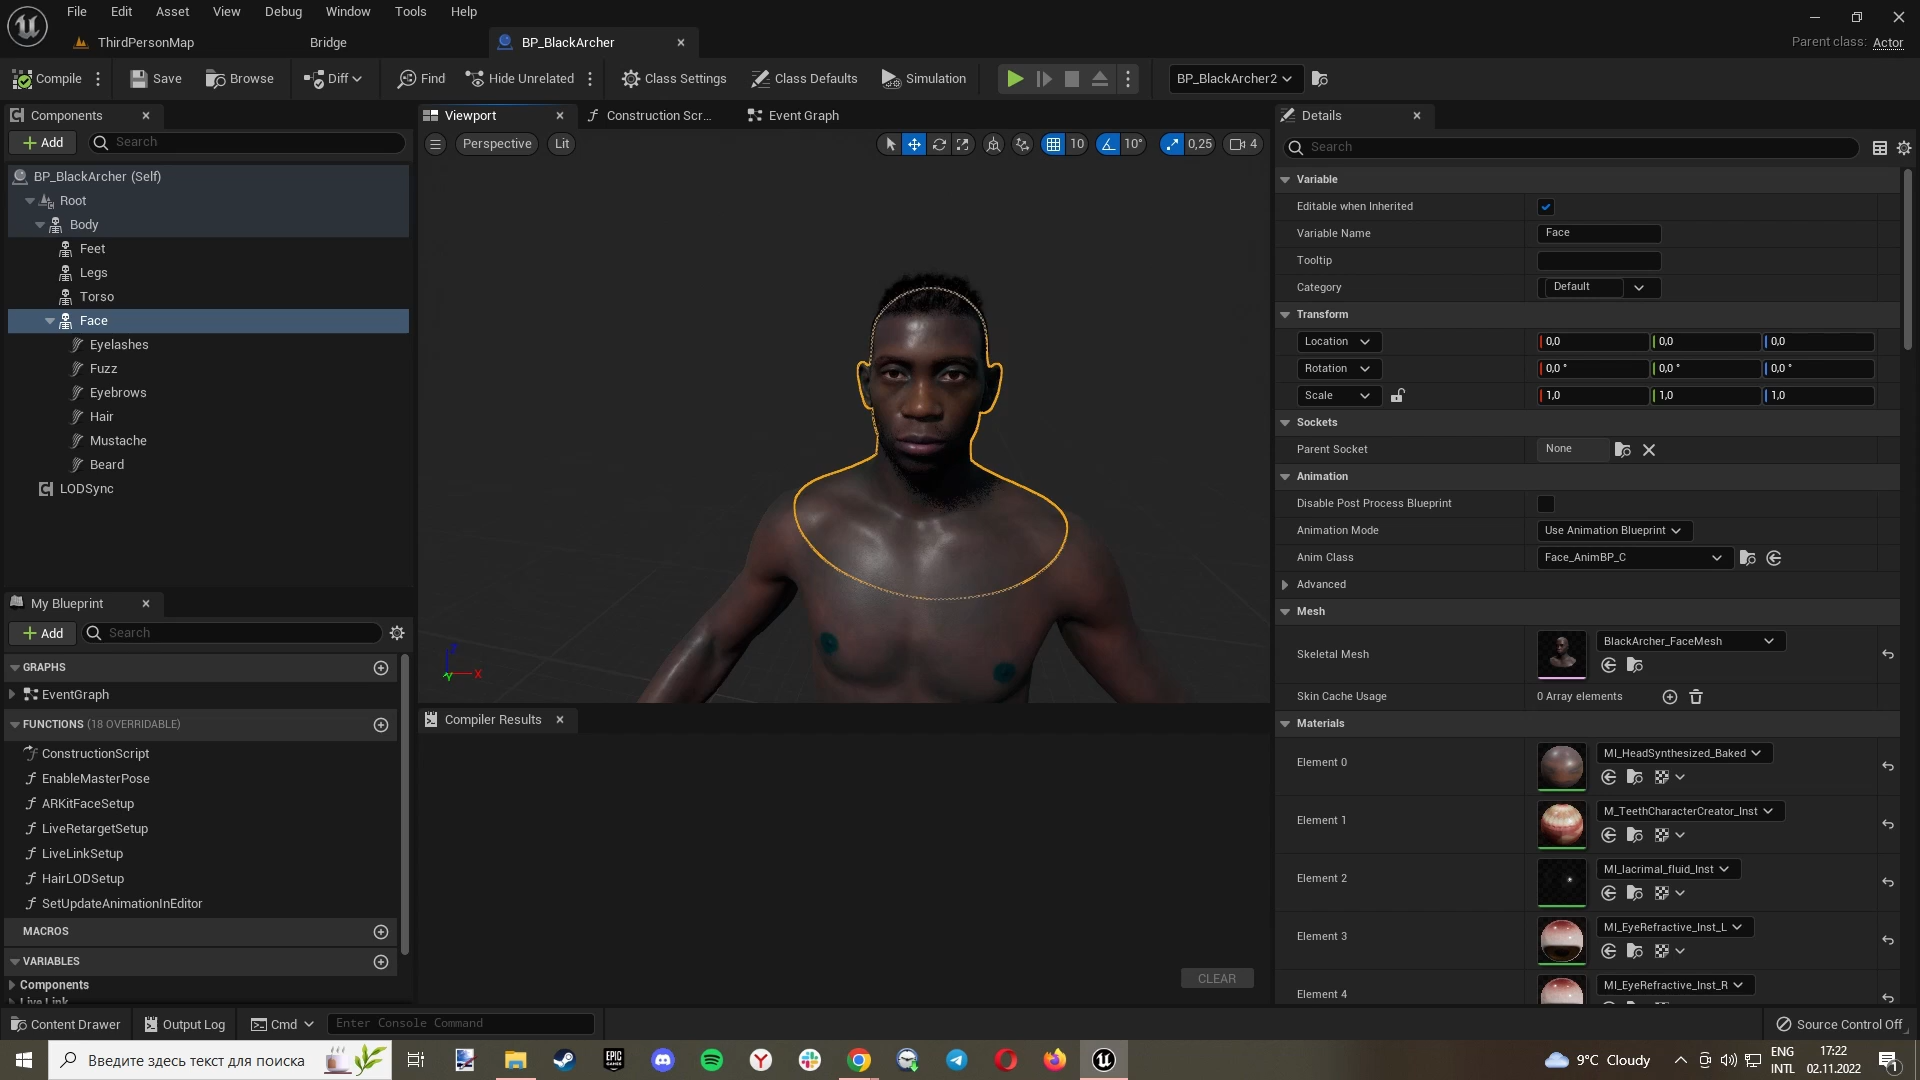 File Edit Asset View Debug Window Tools Help
ThirdPersonMap Bridge BP_BlackArcher Parent class: Actor
Compile Save Browse Diff Find Hide Unrelated Class Settings Class Defaults Simulation BP_BlackArcher2
Components
Add Search
BP_BlackArcher (Self)
Root
Body
Feet
Legs
Torso
Face
Eyelashes
Fuzz
Eyebrows
Hair
Mustache
Beard
LODSync
My Blueprint
Add Search
GRAPHS
EventGraph
FUNCTIONS (18 OVERRIDABLE)
ConstructionScript
EnableMasterPose
ARKitFaceSetup
LiveRetargetSetup
LiveLinkSetup
HairLODSetup
SetUpdateAnimationInEditor
MACROS
VARIABLES
Components
Live Link
Viewport Construction Scr... Event Graph
Perspective Lit 10 10° 0,25 4
Z
X
Y
Compiler Results
CLEAR
Details
Search
Variable
Editable when Inherited
Variable Name Face
Tooltip
Category Default
Transform
Location 0,0 0,0 0,0
Rotation 0,0 ° 0,0 ° 0,0 °
Scale 1,0 1,0 1,0
Sockets
Parent Socket None
Animation
Disable Post Process Blueprint
Animation Mode Use Animation Blueprint
Anim Class Face_AnimBP_C
Advanced
Mesh
Skeletal Mesh BlackArcher_FaceMesh
Skin Cache Usage 0 Array elements
Materials
Element 0 MI_HeadSynthesized_Baked
Element 1 M_TeethCharacterCreator_Inst
Element 2 MI_lacrimal_fluid_Inst
Element 3 MI_EyeRefractive_Inst_L
Element 4 MI_EyeRefractive_Inst_R
Content Drawer Output Log Cmd Enter Console Command Source Control Off
Введите здесь текст для поиска EPIC GAMES 9°C Cloudy ENG INTL 17:22 02.11.2022 1